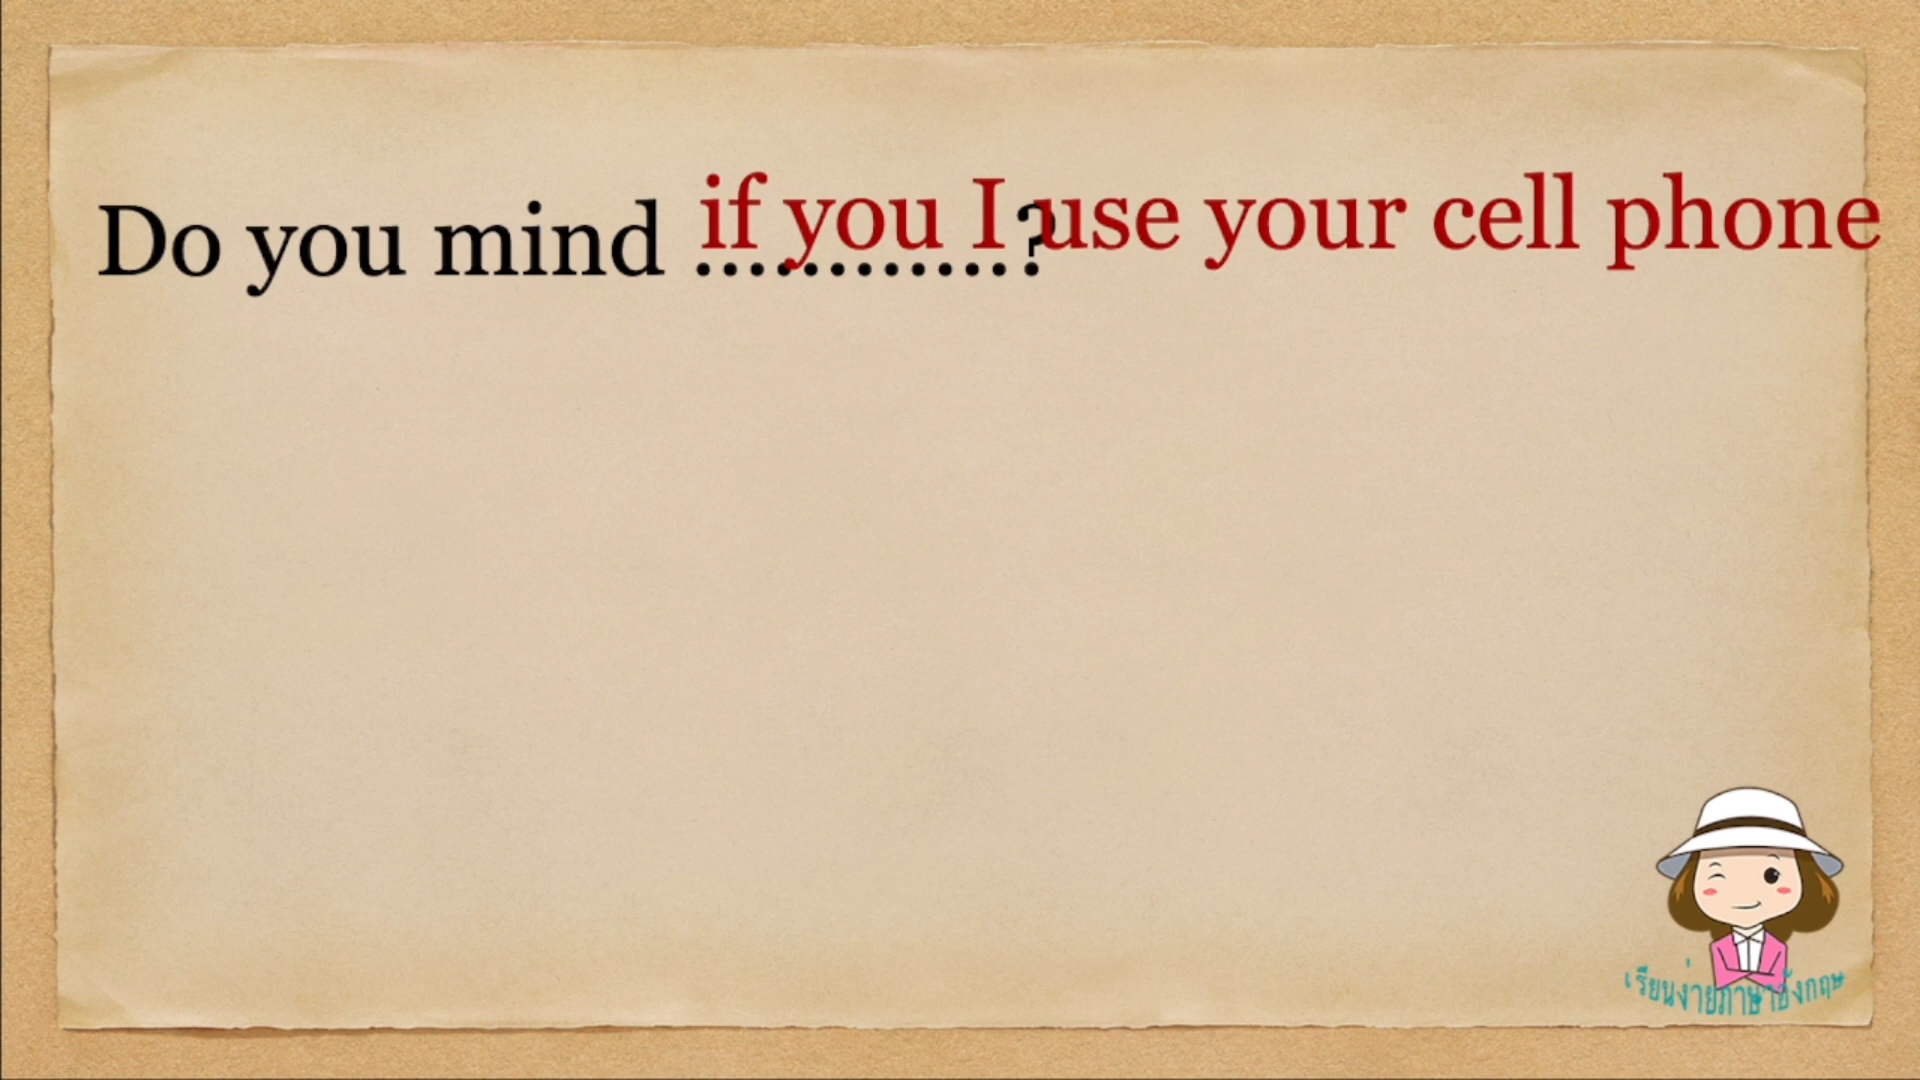 Do you mind ............?
if you I use your cell phone
เรียนง่ายภาษาอังกฤษ